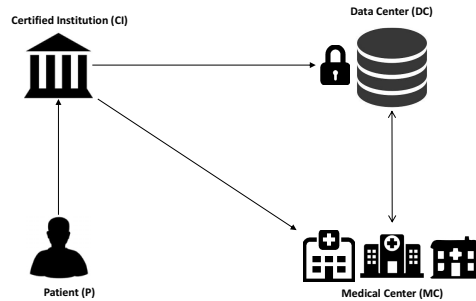 Data Center (DC)
Certified Institution (CI)
Patient (P)
Medical Center (MC)